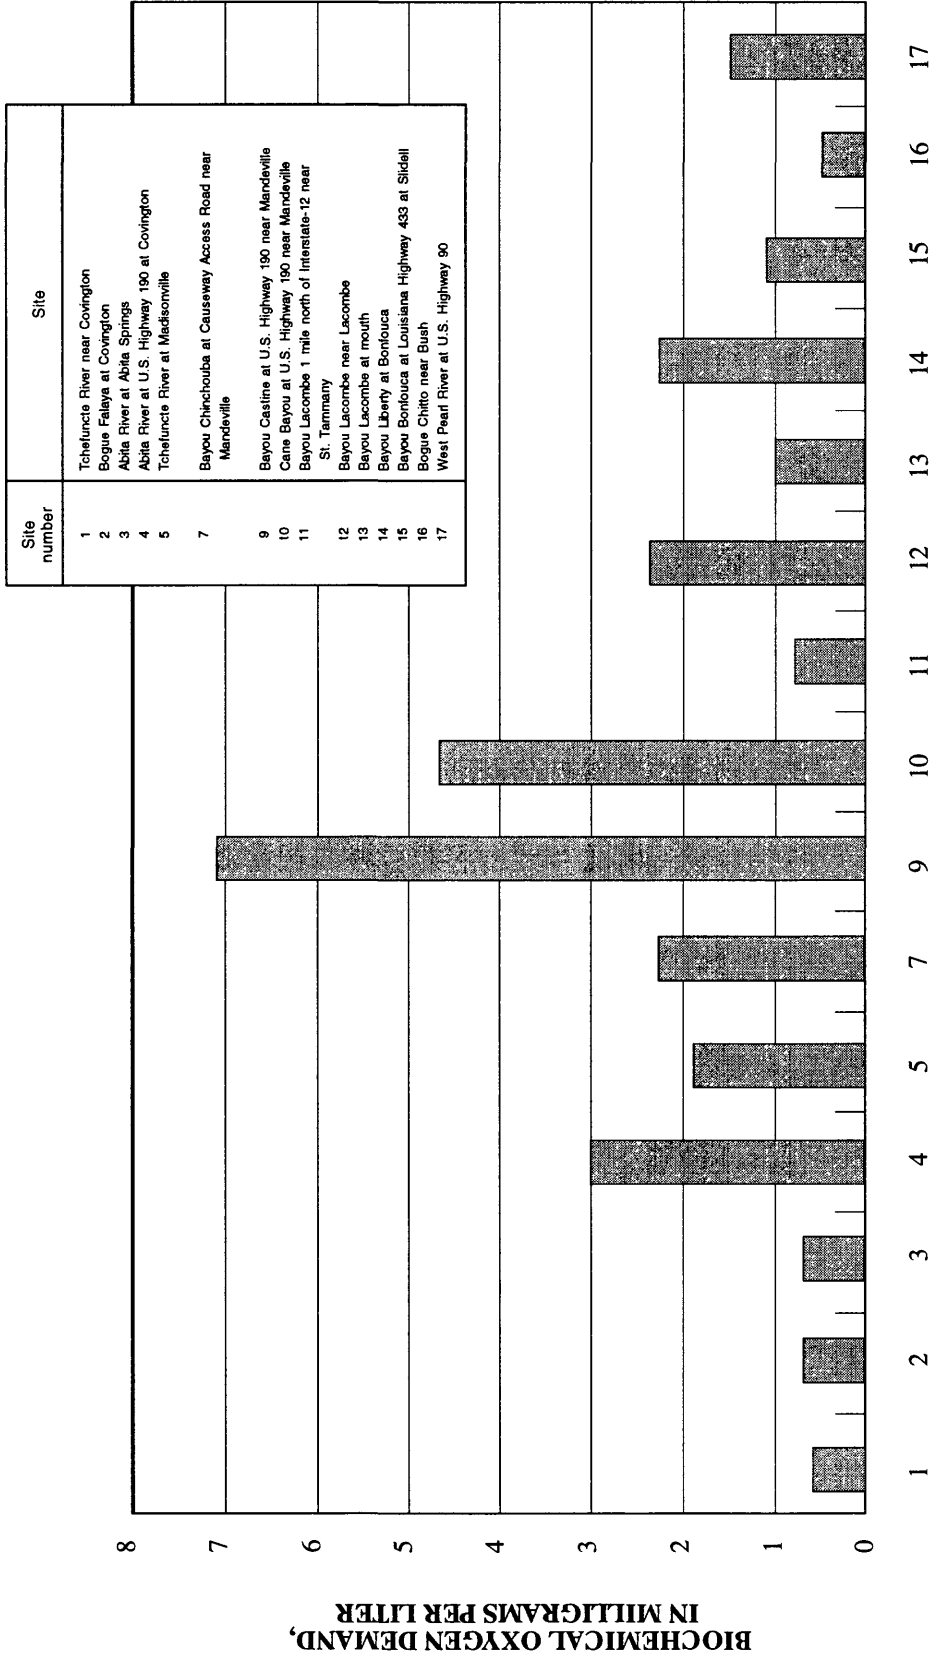 BIOCHEMICAL OXYGEN DEMAND,
IN MILLIGRAMS PER LITER
8
7
6
5
4
3
2
1
0
Site number
Site
1 Tchefuncte River near Covington
2 Bogue Falaya at Covington
3 Abita River at Abita Springs
4 Abita River at U.S. Highway 190 at Covington
5 Tchefuncte River at Madisonville
7 Bayou Chinchouba at Causeway Access Road near
Mandeville
9 Bayou Castine at U.S. Highway 190 near Mandeville
10 Cane Bayou at U.S. Highway 190 near Mandeville
11 Bayou Lacombe 1 mile north of Interstate-12 near
St. Tammany
12 Bayou Lacombe near Lacombe
13 Bayou Lacombe at mouth
14 Bayou Liberty at Bonfouca
15 Bayou Bonfouca at Louisiana Highway 433 at Slidell
16 Bogue Chitto near Bush
17 West Pearl River at U.S. Highway 90
1 2 3 4 5 7 9 10 11 12 13 14 15 16 17